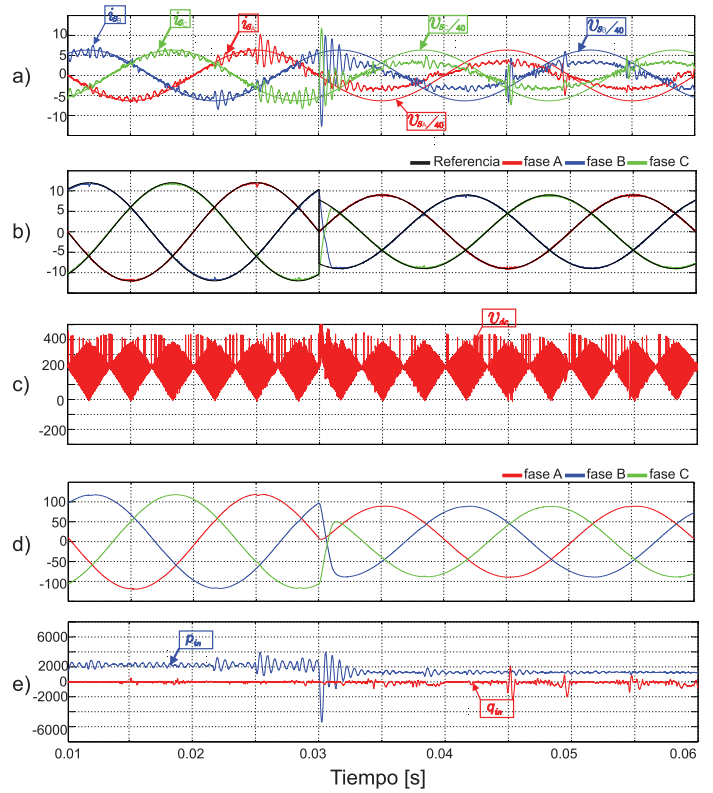 i_sB i_sC i_sA v_sC/40 v_sB/40
10
5
a) 0
-5
-10
v_sA/40
Referencia fase A fase B fase C
10
5
b) 0
-5
-10
v_dc
400
200
c) 0
-200
fase A fase B fase C
100
50
d) 0
-50
-100
6000
p_in
2000
e) 0
-2000
q_in
-6000
0.01 0.02 0.03 0.04 0.05 0.06
Tiempo [s]